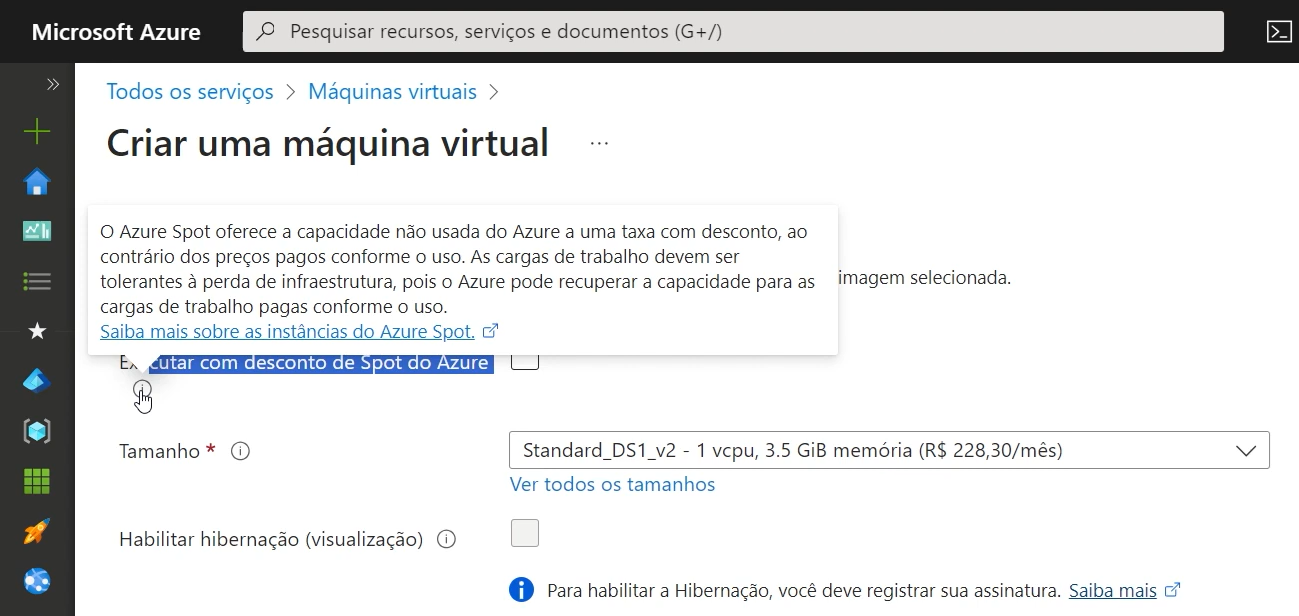 Microsoft Azure
Pesquisar recursos, serviços e documentos (G+/)
Todos os serviços > Máquinas virtuais >
Criar uma máquina virtual ...
O Azure Spot oferece a capacidade não usada do Azure a uma taxa com desconto, ao
contrário dos preços pagos conforme o uso. As cargas de trabalho devem ser
tolerantes à perda de infraestrutura, pois o Azure pode recuperar a capacidade para as
cargas de trabalho pagas conforme o uso.
Saiba mais sobre as instâncias do Azure Spot.
imagem selecionada.
Executar com desconto de Spot do Azure
Tamanho *
Standard_DS1_v2 - 1 vcpu, 3.5 GiB memória (R$ 228,30/mês)
Ver todos os tamanhos
Habilitar hibernação (visualização)
Para habilitar a Hibernação, você deve registrar sua assinatura. Saiba mais